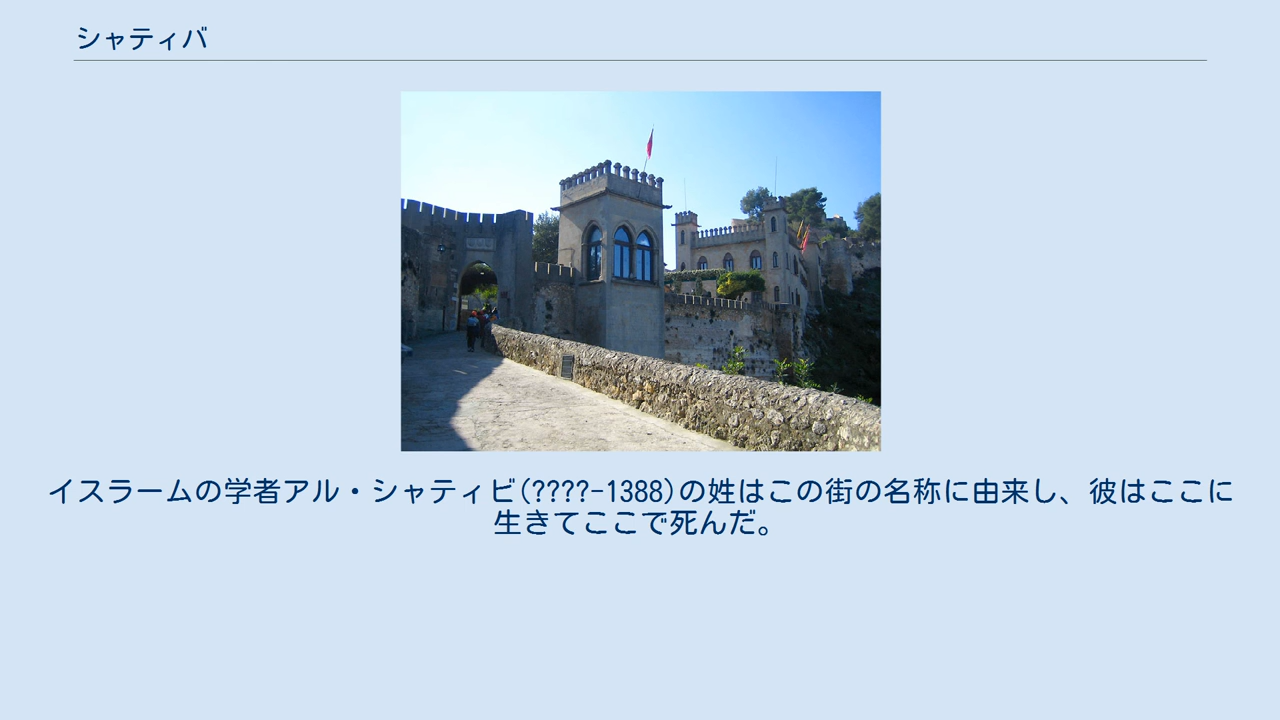 シャティバ
イスラームの学者アル・シャティビ(????-1388)の姓はこの街の名称に由来し、彼はここに
生きてここで死んだ。